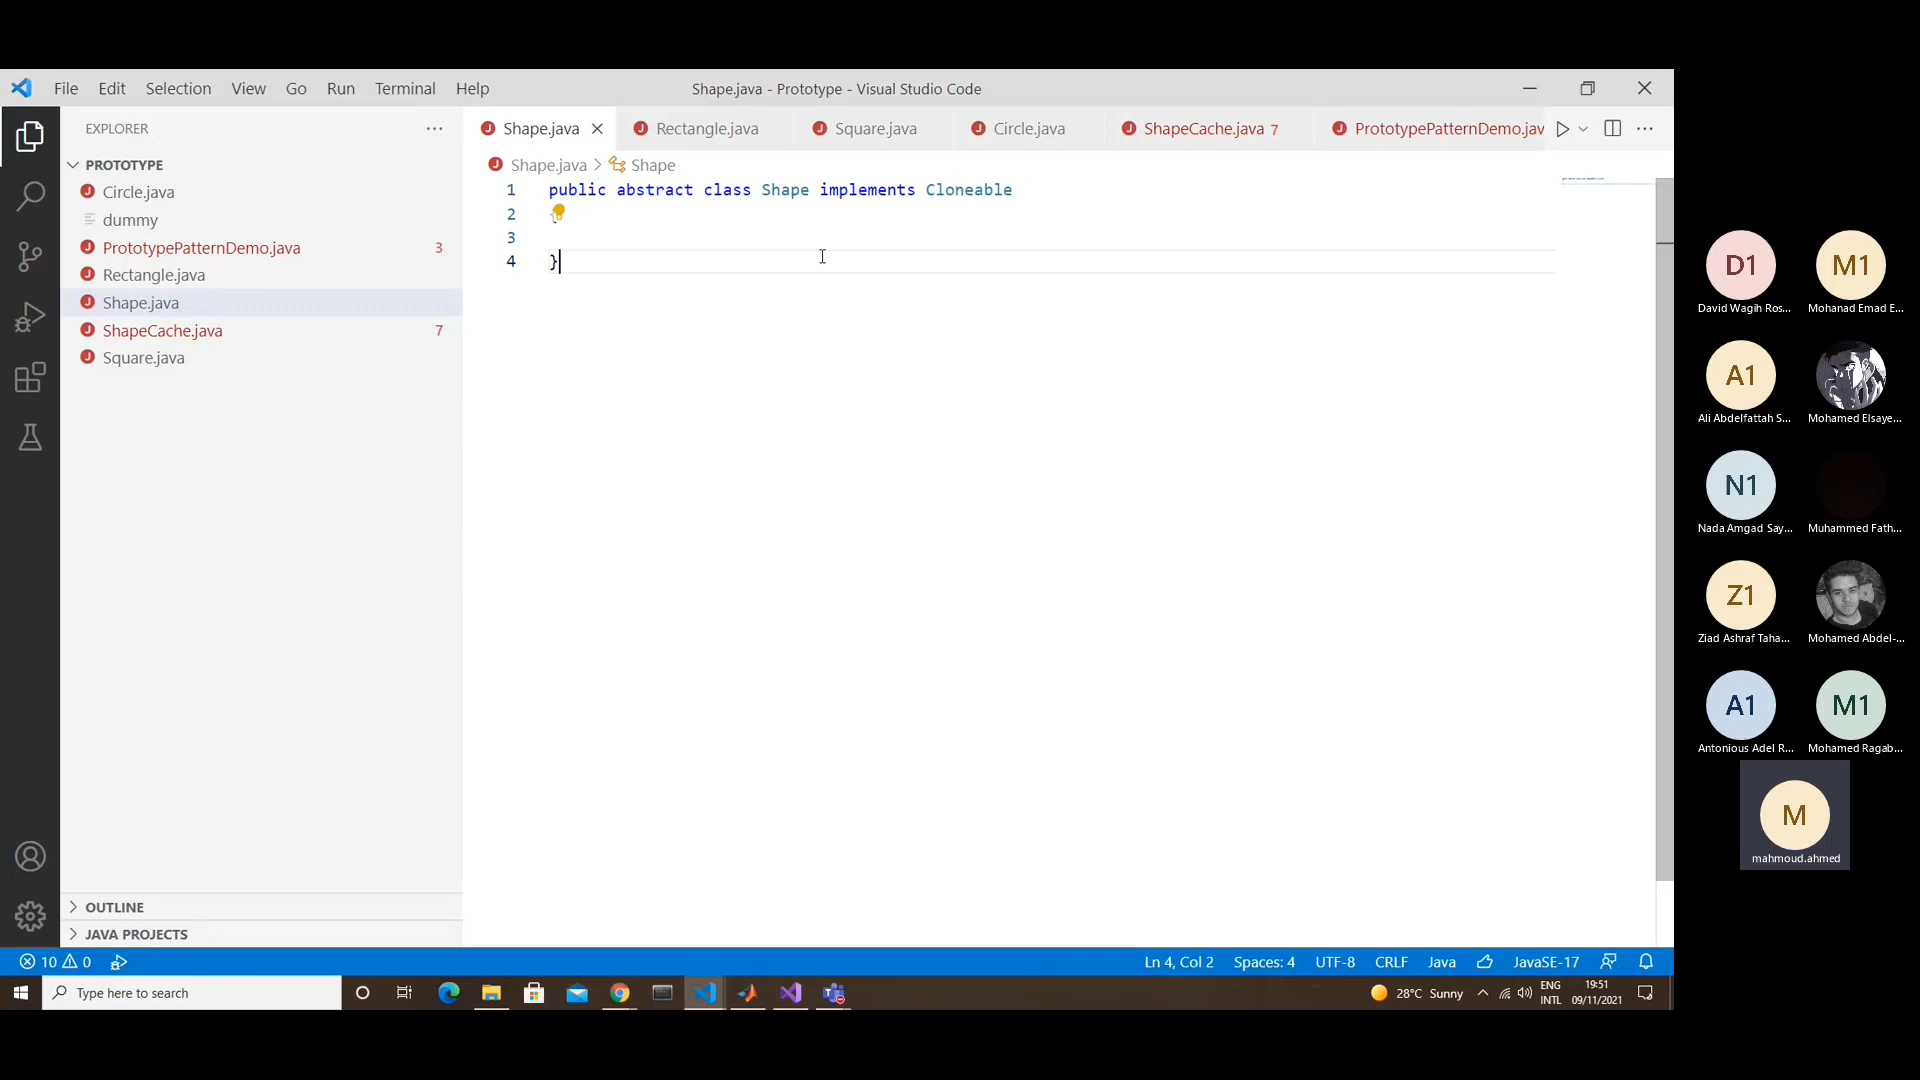 File Edit Selection View Go Run Terminal Help
Shape.java - Prototype - Visual Studio Code
EXPLORER
PROTOTYPE
Circle.java
dummy
PrototypePatternDemo.java 3
Rectangle.java
Shape.java
ShapeCache.java 7
Square.java
OUTLINE
JAVA PROJECTS
Shape.java Rectangle.java Square.java Circle.java ShapeCache.java 7 PrototypePatternDemo.jav
Shape.java > Shape
1 public abstract class Shape implements Cloneable
2 {
3
4 }
10 0
Ln 4, Col 2 Spaces: 4 UTF-8 CRLF Java JavaSE-17
Type here to search
28°C Sunny
ENG
INTL
19:51
09/11/2021
D1
David Wagih Ros...
M1
Mohanad Emad E...
A1
Ali Abdelfattah S...
Mohamed Elsaye...
N1
Nada Amgad Say...
Muhammed Fath...
Z1
Ziad Ashraf Taha...
Mohamed Abdel-...
A1
Antonious Adel R...
M1
Mohamed Ragab...
M
mahmoud.ahmed